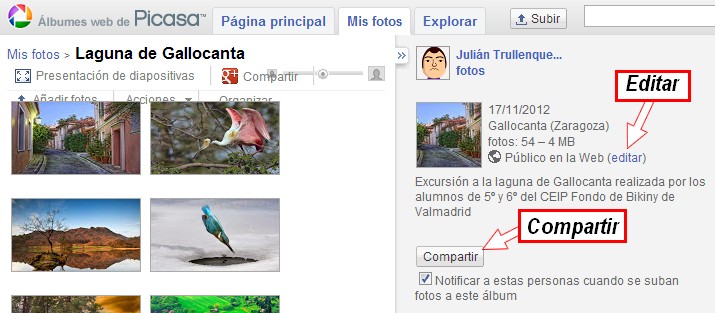 Álbumes web de Picasa™
Página principal
Mis fotos
Explorar
Subir
Mis fotos > Laguna de Gallocanta
Presentación de diapositivas
Compartir
Añadir fotos
Acciones
Organizar
»
Julián Trullenque...
fotos
Editar
17/11/2012
Gallocanta (Zaragoza)
fotos: 54 – 4 MB
Público en la Web (editar)
Excursión a la laguna de Gallocanta realizada por los
alumnos de 5º y 6º del CEIP Fondo de Bikiny de
Valmadrid
Compartir
Compartir
Notificar a estas personas cuando se suban
fotos a este álbum